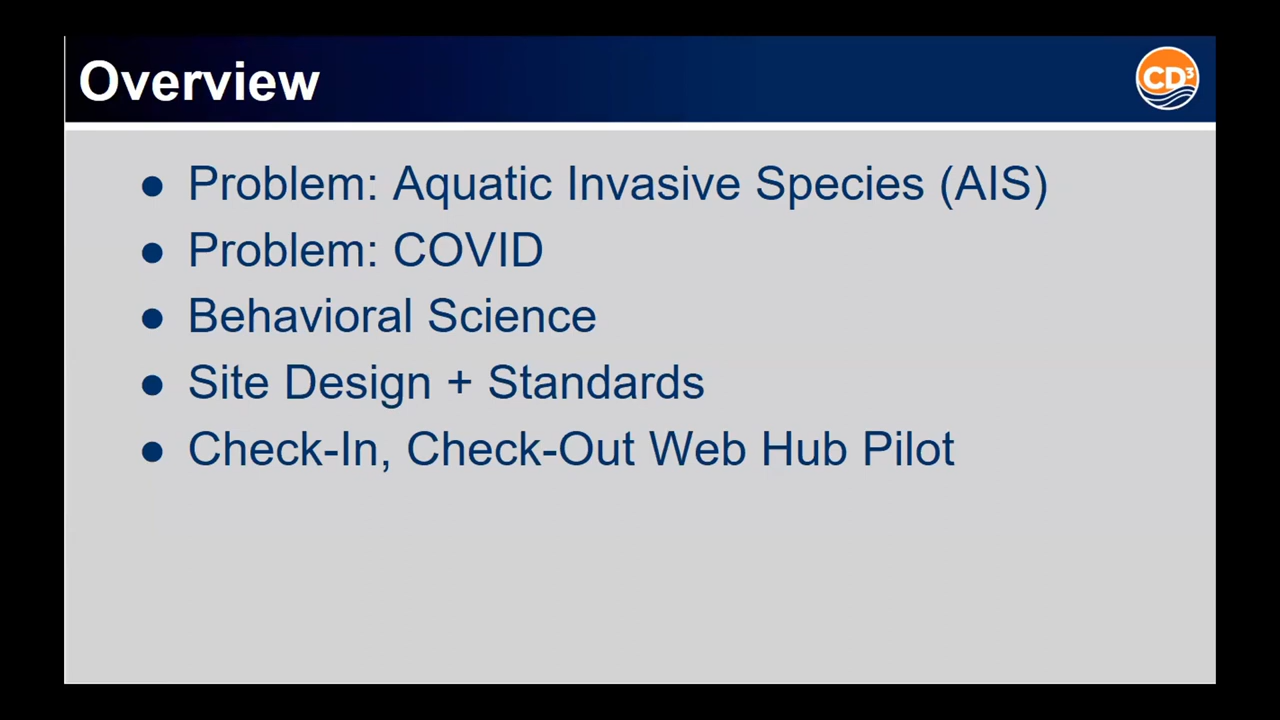 Overview
CD³
● Problem: Aquatic Invasive Species (AIS)
● Problem: COVID
● Behavioral Science
● Site Design + Standards
● Check-In, Check-Out Web Hub Pilot